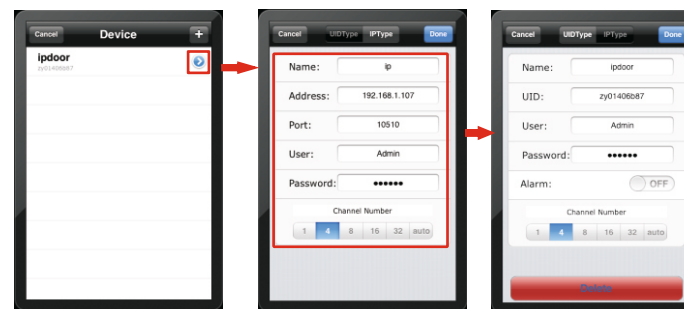 Cancel Device +
ipdoor
zy01406b87
Cancel UIDType IPType Done
Name: ip
Address: 192.168.1.107
Port: 10510
User: Admin
Password: ••••••
Channel Number
1 4 8 16 32 auto
Cancel UIDType IPType Done
Name: ipdoor
UID: zy01406b87
User: Admin
Password: ••••••
Alarm: OFF
Channel Number
1 4 8 16 32 auto
Delete